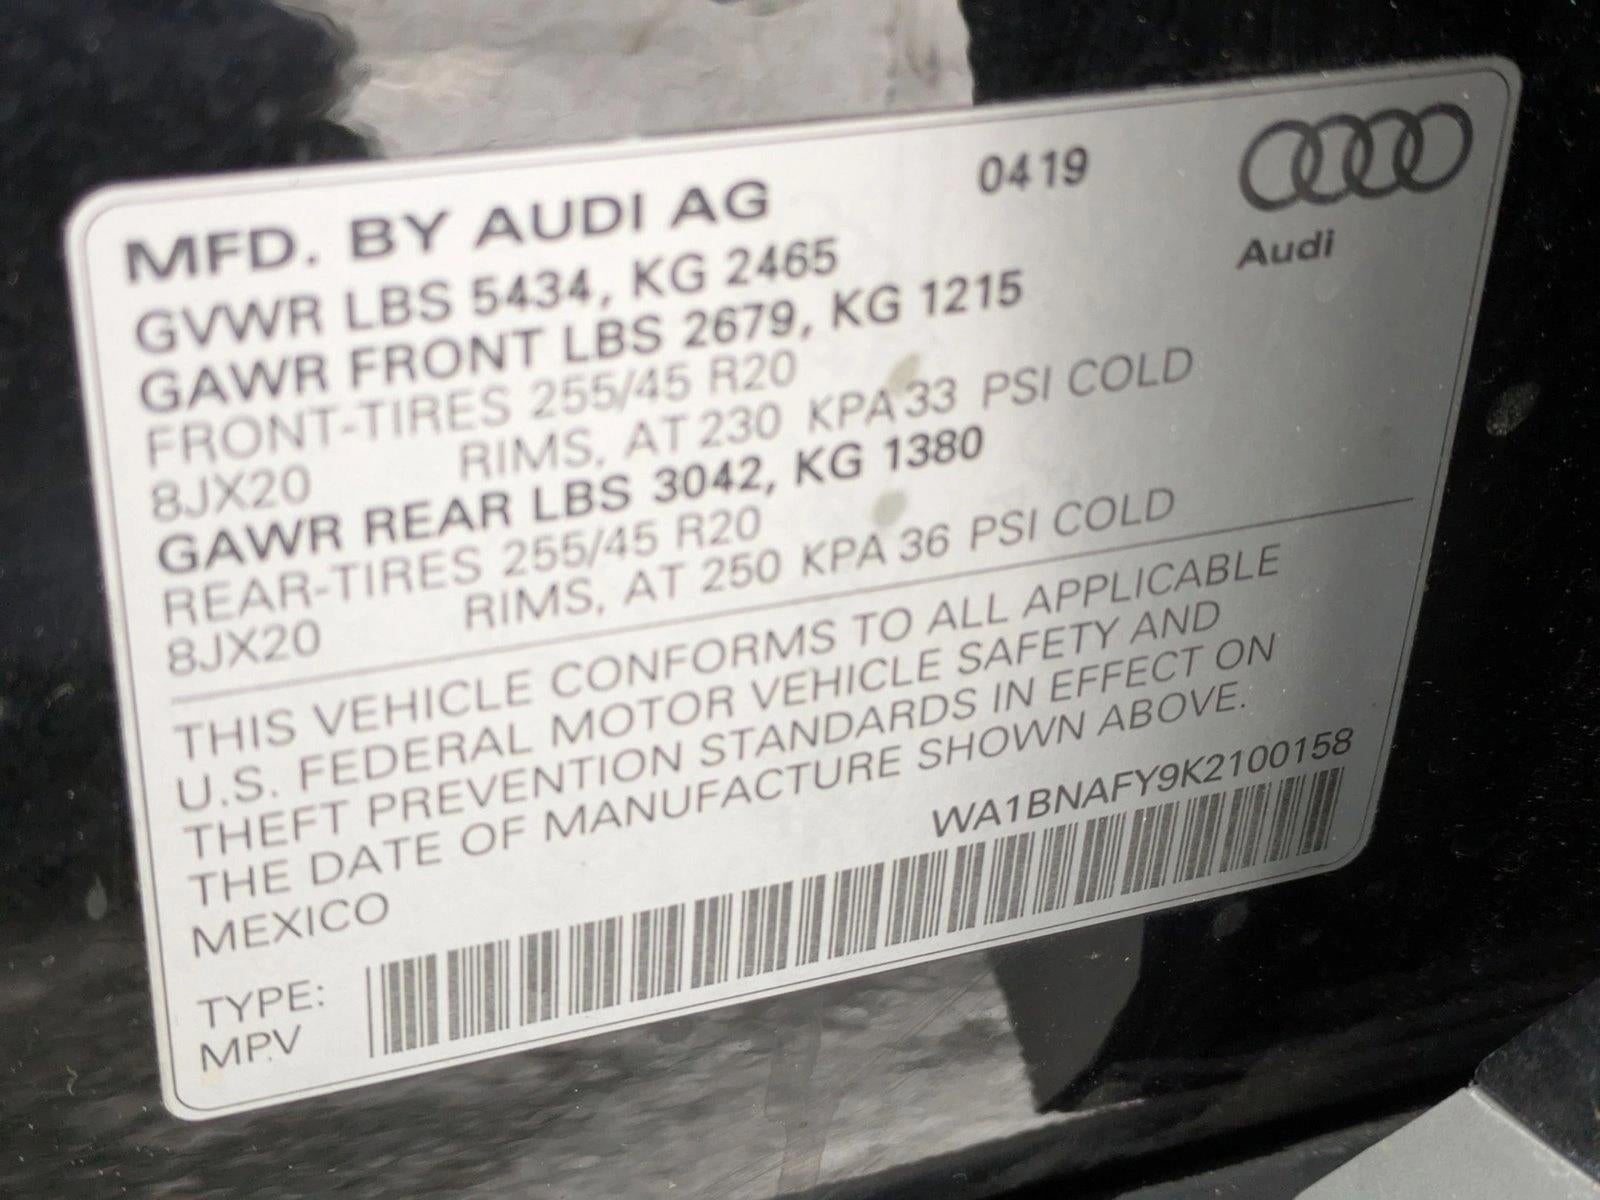 0419
Audi
MFD. BY AUDI AG
GVWR LBS 5434, KG 2465
GAWR FRONT LBS 2679, KG 1215
FRONT-TIRES 255/45 R20
8JX20 RIMS, AT 230 KPA 33 PSI COLD
GAWR REAR LBS 3042, KG 1380
REAR-TIRES 255/45 R20
8JX20 RIMS, AT 250 KPA 36 PSI COLD
THIS VEHICLE CONFORMS TO ALL APPLICABLE
U.S. FEDERAL MOTOR VEHICLE SAFETY AND
THEFT PREVENTION STANDARDS IN EFFECT ON
THE DATE OF MANUFACTURE SHOWN ABOVE.
MEXICO
WA1BNAFY9K2100158
TYPE:
MPV